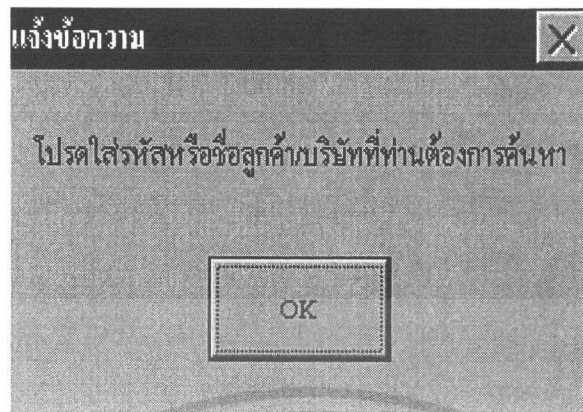 แจ้งข้อความ
โปรดใส่รหัสหรือชื่อลูกค้า/บริษัทที่ท่านต้องการค้นหา
OK